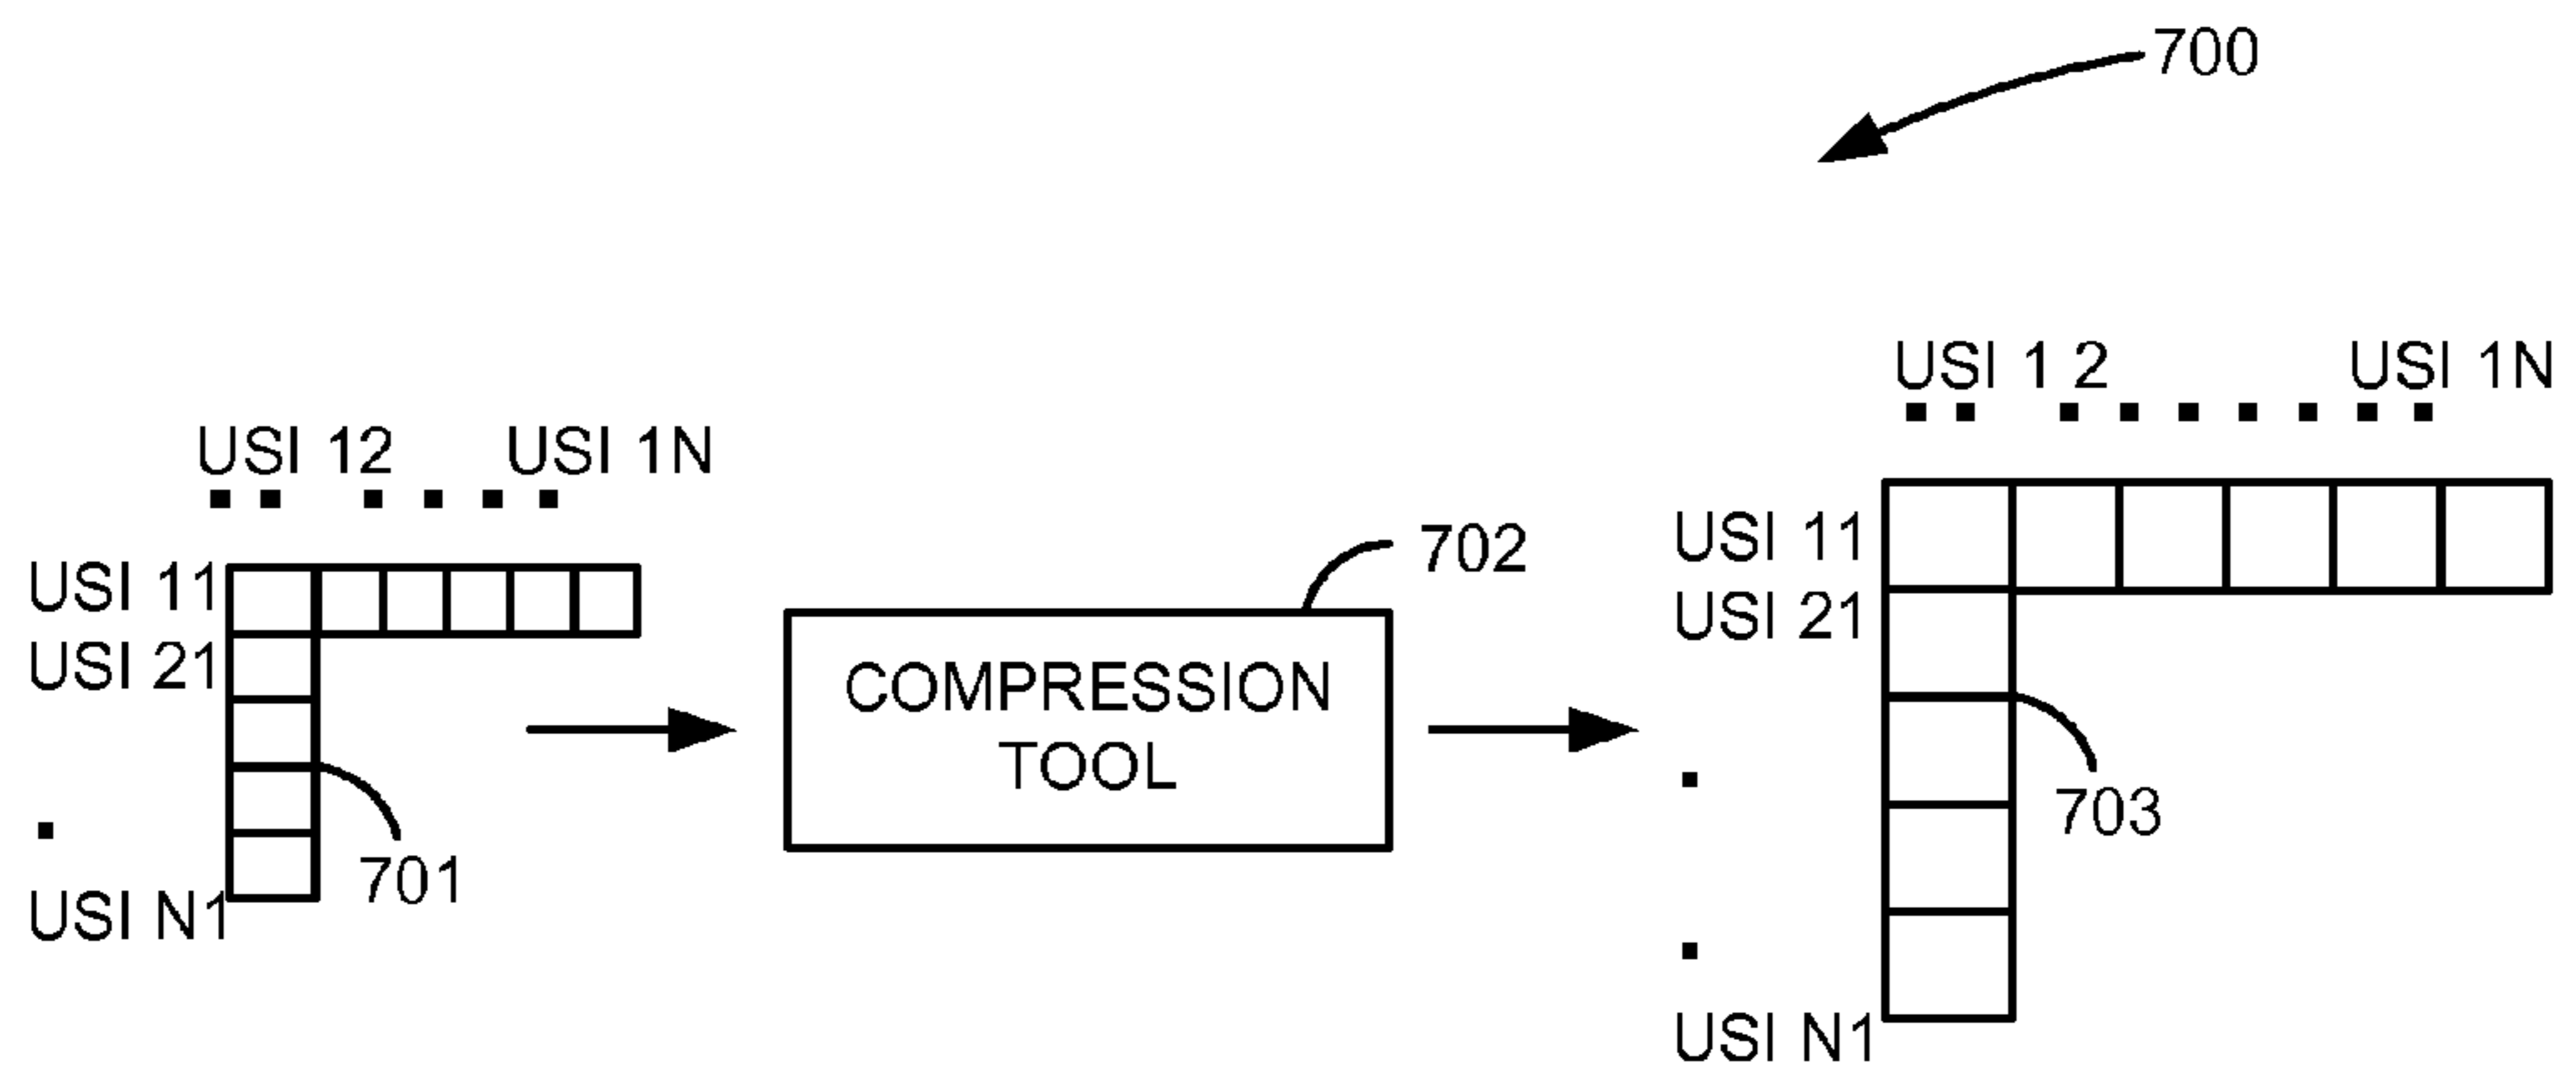 700
USI 12 USI 1N
USI 11
USI 21
USI N1
701
COMPRESSION
TOOL
702
USI 1 2 USI 1N
USI 11
USI 21
USI N1
703